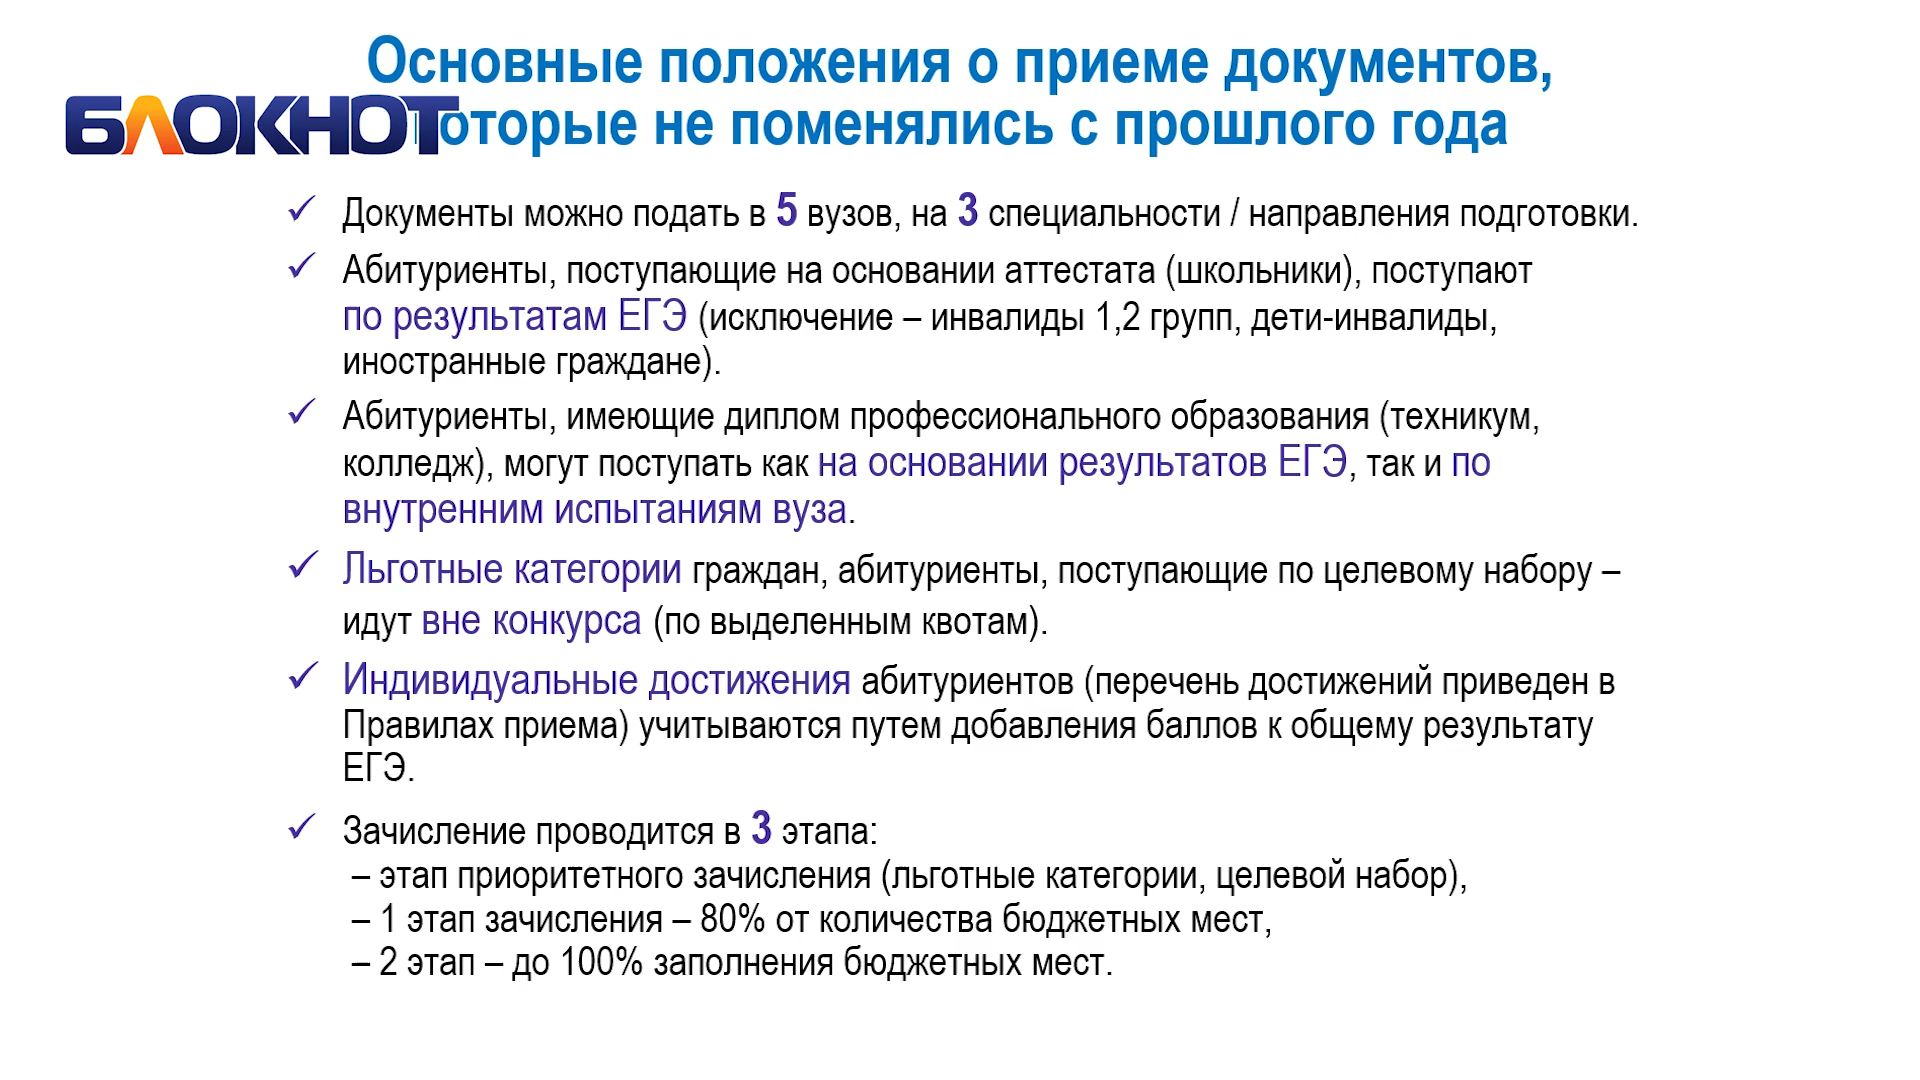 Основные положения о приеме документов,
БЛОКНОТ
которые не поменялись с прошлого года
✓ Документы можно подать в 5 вузов, на 3 специальности / направления подготовки.
✓ Абитуриенты, поступающие на основании аттестата (школьники), поступают
по результатам ЕГЭ (исключение – инвалиды 1,2 групп, дети-инвалиды,
иностранные граждане).
✓ Абитуриенты, имеющие диплом профессионального образования (техникум,
колледж), могут поступать как на основании результатов ЕГЭ, так и по
внутренним испытаниям вуза.
✓ Льготные категории граждан, абитуриенты, поступающие по целевому набору –
идут вне конкурса (по выделенным квотам).
✓ Индивидуальные достижения абитуриентов (перечень достижений приведен в
Правилах приема) учитываются путем добавления баллов к общему результату
ЕГЭ.
✓ Зачисление проводится в 3 этапа:
– этап приоритетного зачисления (льготные категории, целевой набор),
– 1 этап зачисления – 80% от количества бюджетных мест,
– 2 этап – до 100% заполнения бюджетных мест.